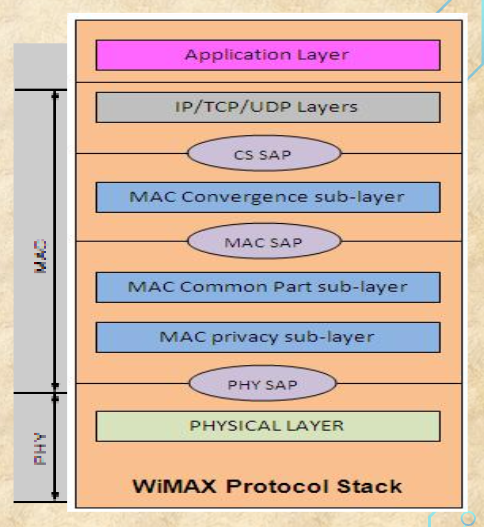 Application Layer
IP/TCP/UDP Layers
CS SAP
MAC Convergence sub-layer
MAC SAP
MAC Common Part sub-layer
MAC privacy sub-layer
PHY SAP
PHYSICAL LAYER
WiMAX Protocol Stack
MAC
PHY